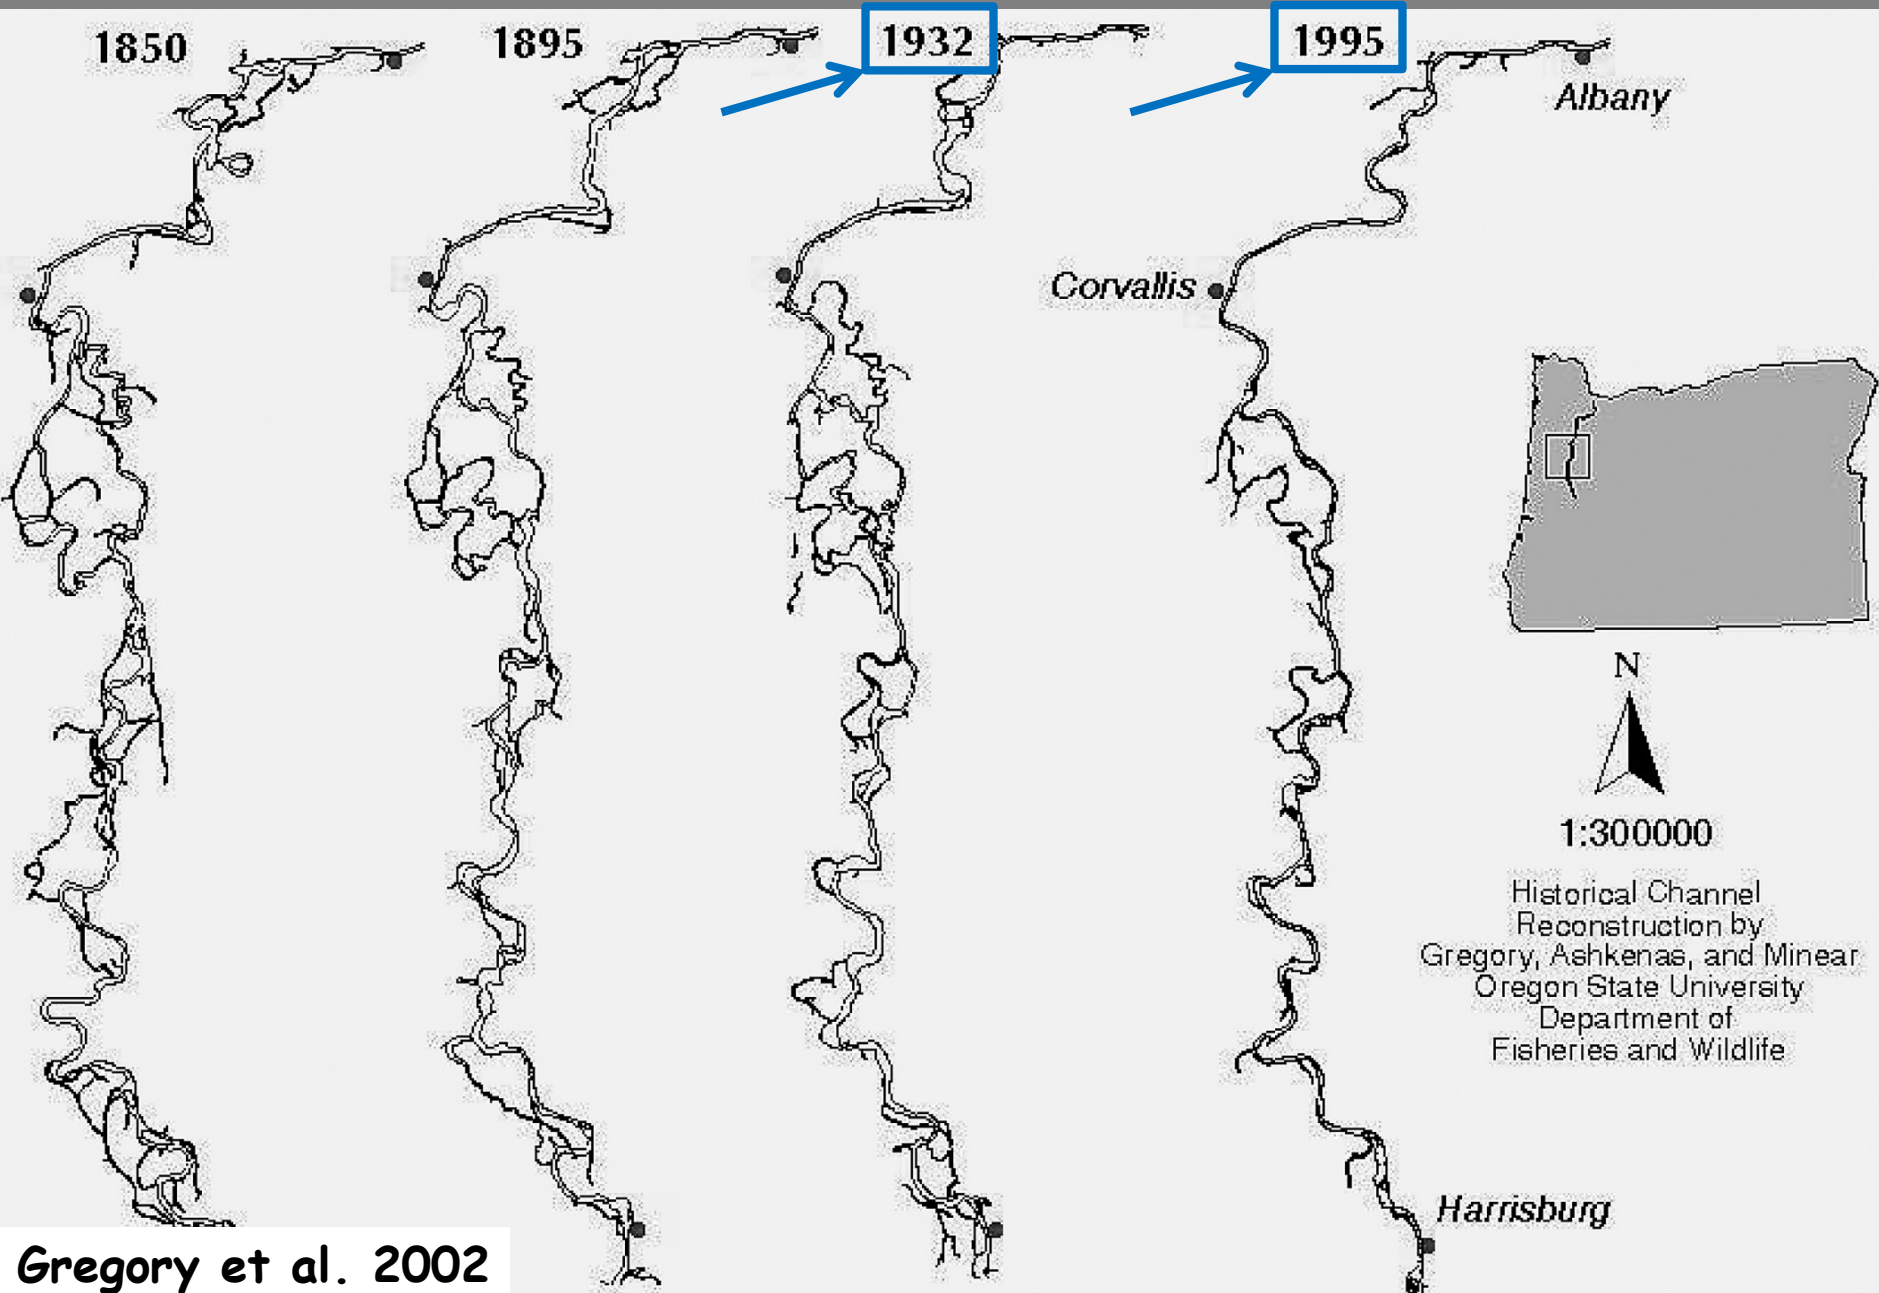 1850
1895
1932
1995
Albany
Corvallis
N
1:300000
Historical Channel
Reconstruction by
Gregory, Ashkenas, and Minear
Oregon State University
Department of
Fisheries and Wildlife
Harrisburg
Gregory et al. 2002